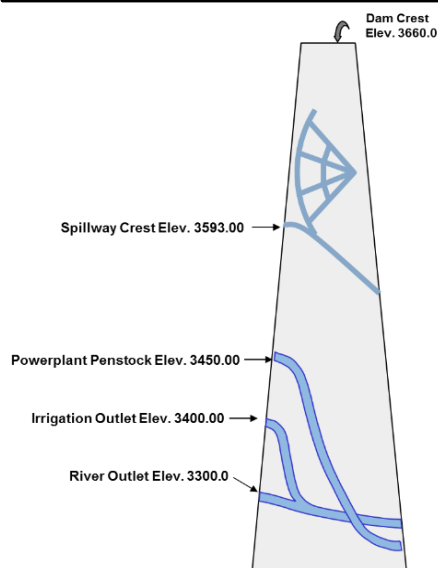 Dam Crest
Elev. 3660.0
Spillway Crest Elev. 3593.00
Powerplant Penstock Elev. 3450.00
Irrigation Outlet Elev. 3400.00
River Outlet Elev. 3300.0